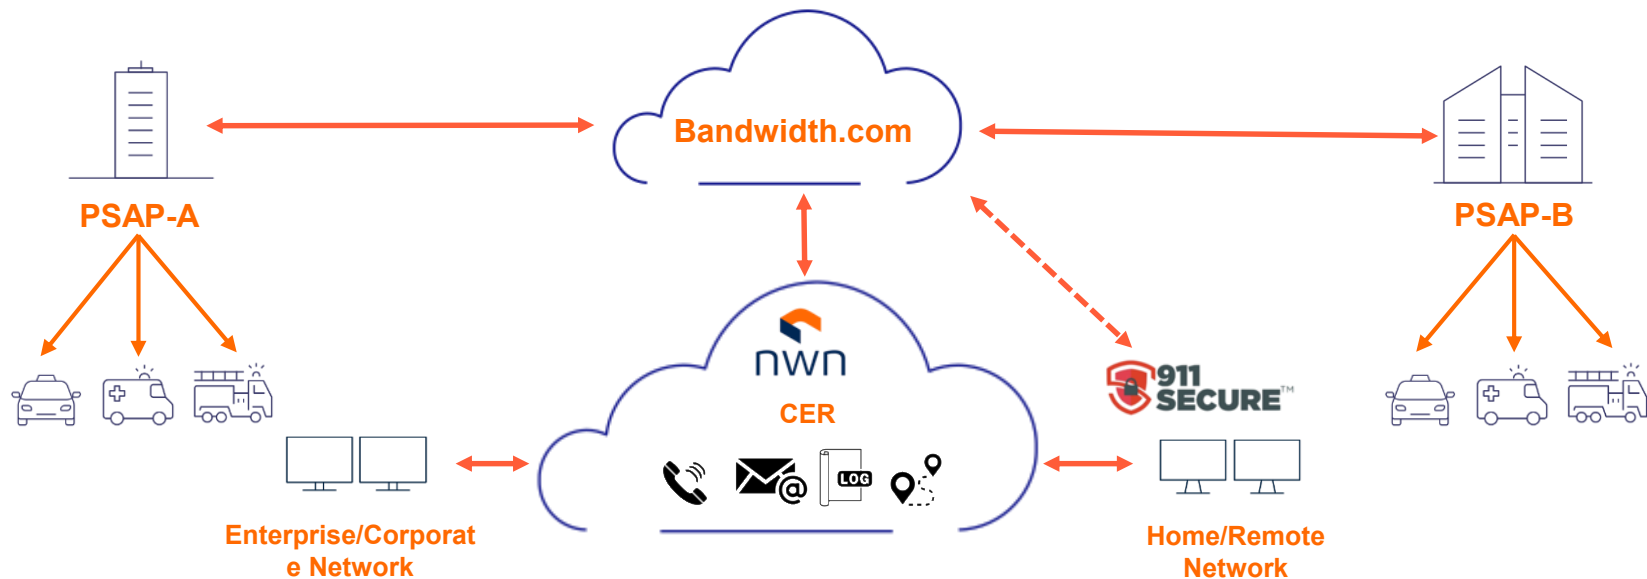 Bandwidth.com
PSAP-A
PSAP-B
nwn
CER
911
SECURE™
@
LOG
Enterprise/Corporat
e Network
Home/Remote
Network